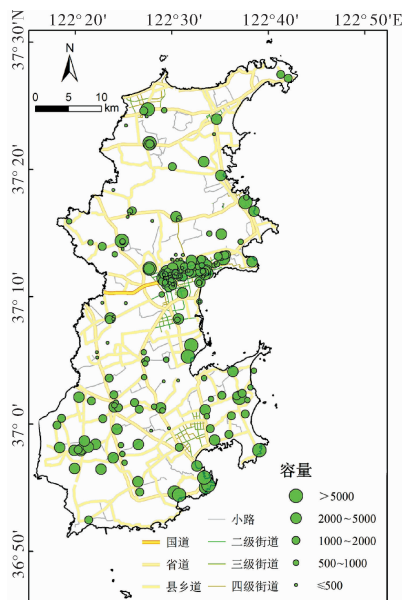 122°20′ 122°30′ 122°40′ 122°50′E
37°30′N
37°20′
37°10′
37°0′
36°50′
N
0 5 10
km
容量
>5000
2000~5000
1000~2000
500~1000
≤500
国道
省道
县乡道
小路
二级街道
三级街道
四级街道